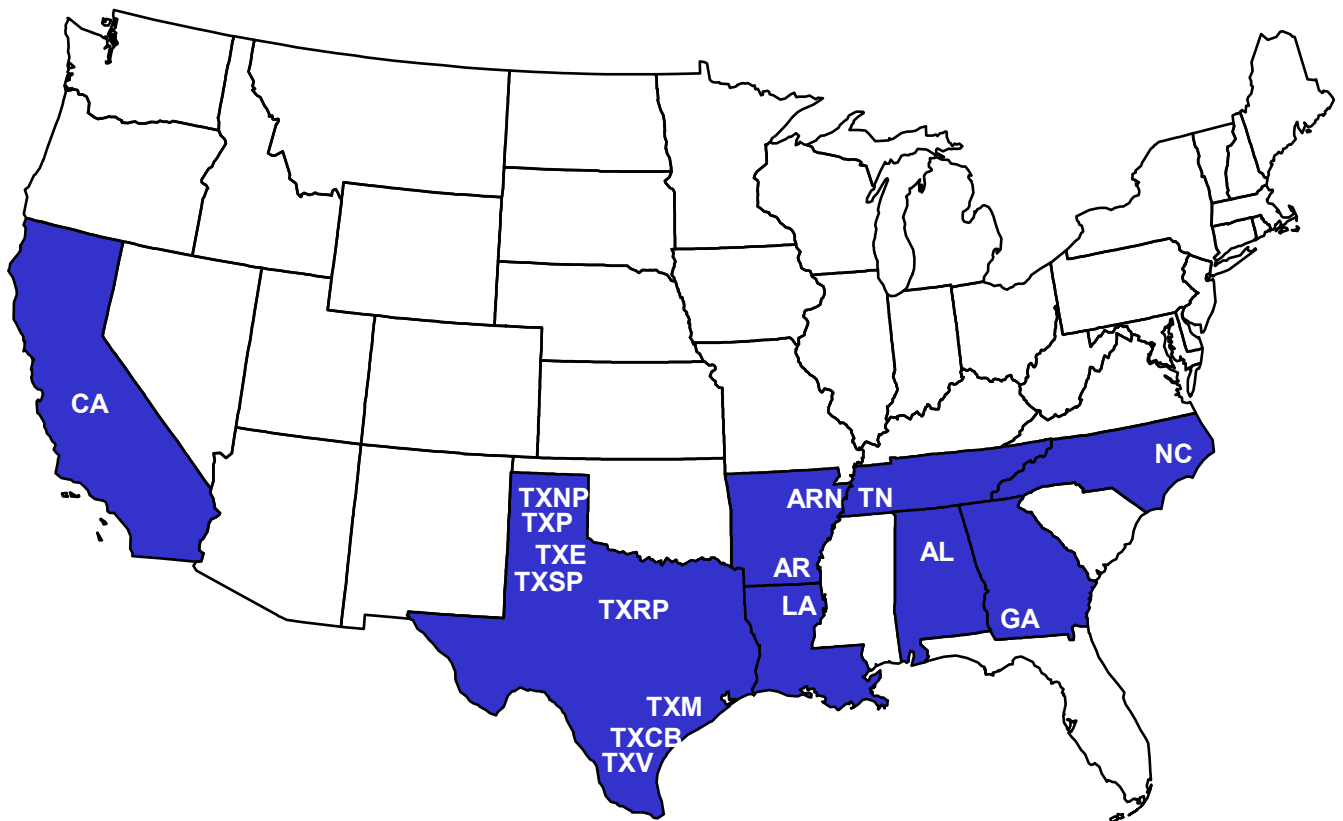 CA
NC
TXNP
ARN
TN
TXP
TXE
AL
AR
TXSP
LA
TXRP
GA
TXM
TXCB
TXV